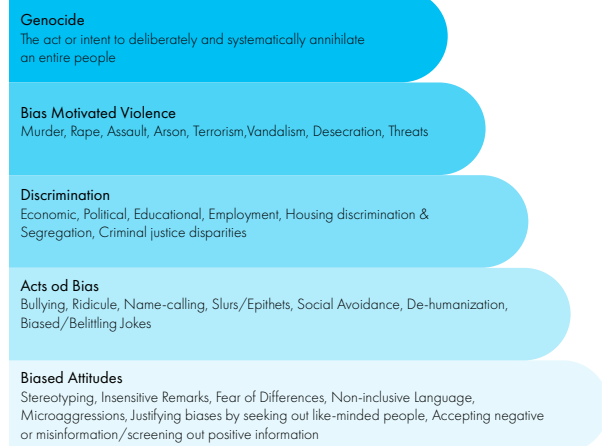 Genocide
The act or intent to deliberately and systematically annihilate
an entire people
Bias Motivated Violence
Murder, Rape, Assault, Arson, Terrorism,Vandalism, Desecration, Threats
Discrimination
Economic, Political, Educational, Employment, Housing discrimination &
Segregation, Criminal justice disparities
Acts od Bias
Bullying, Ridicule, Name-calling, Slurs/Epithets, Social Avoidance, De-humanization,
Biased/Belittling Jokes
Biased Attitudes
Stereotyping, Insensitive Remarks, Fear of Differences, Non-inclusive Language,
Microaggressions, Justifying biases by seeking out like-minded people, Accepting negative
or misinformation/screening out positive information